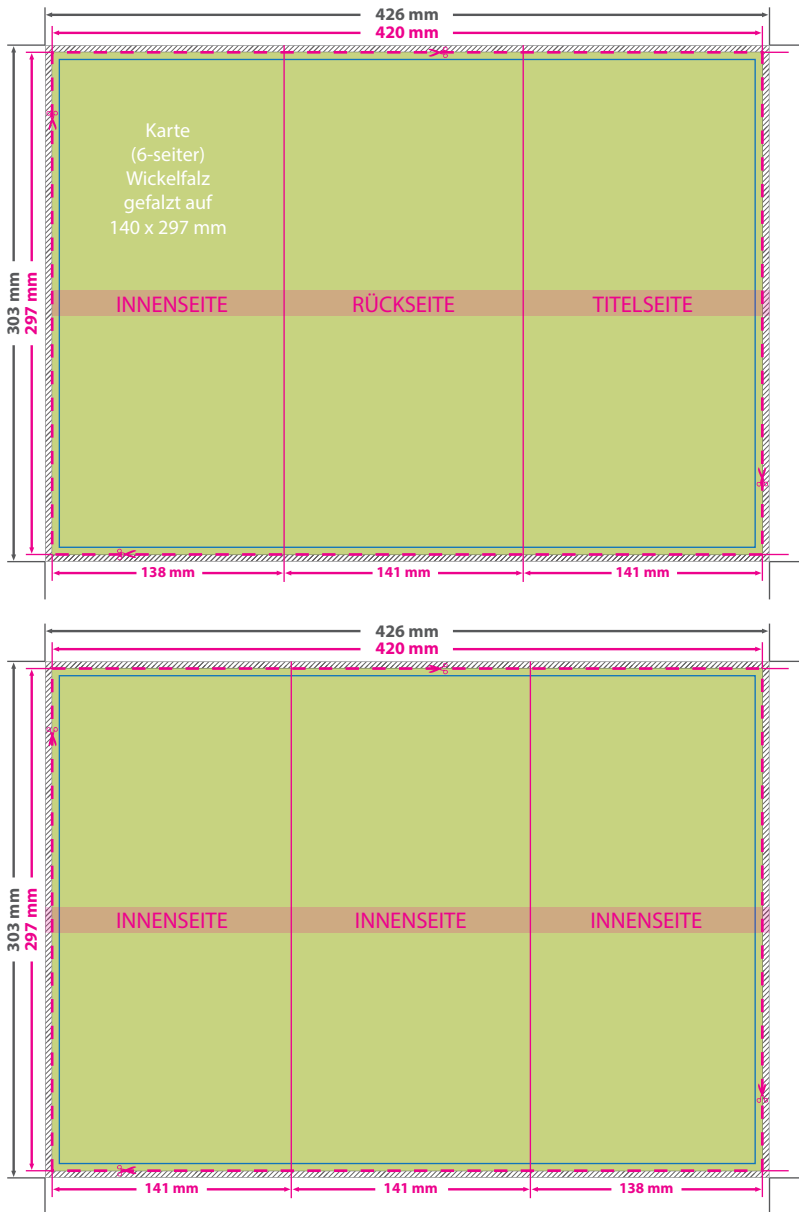 426 mm
420 mm
303 mm
297 mm
Karte
(6-seiter)
Wickelfalz
gefalzt auf
140 x 297 mm
INNENSEITE
RÜCKSEITE
TITELSEITE
138 mm
141 mm
141 mm
426 mm
420 mm
303 mm
297 mm
INNENSEITE
INNENSEITE
INNENSEITE
141 mm
141 mm
138 mm